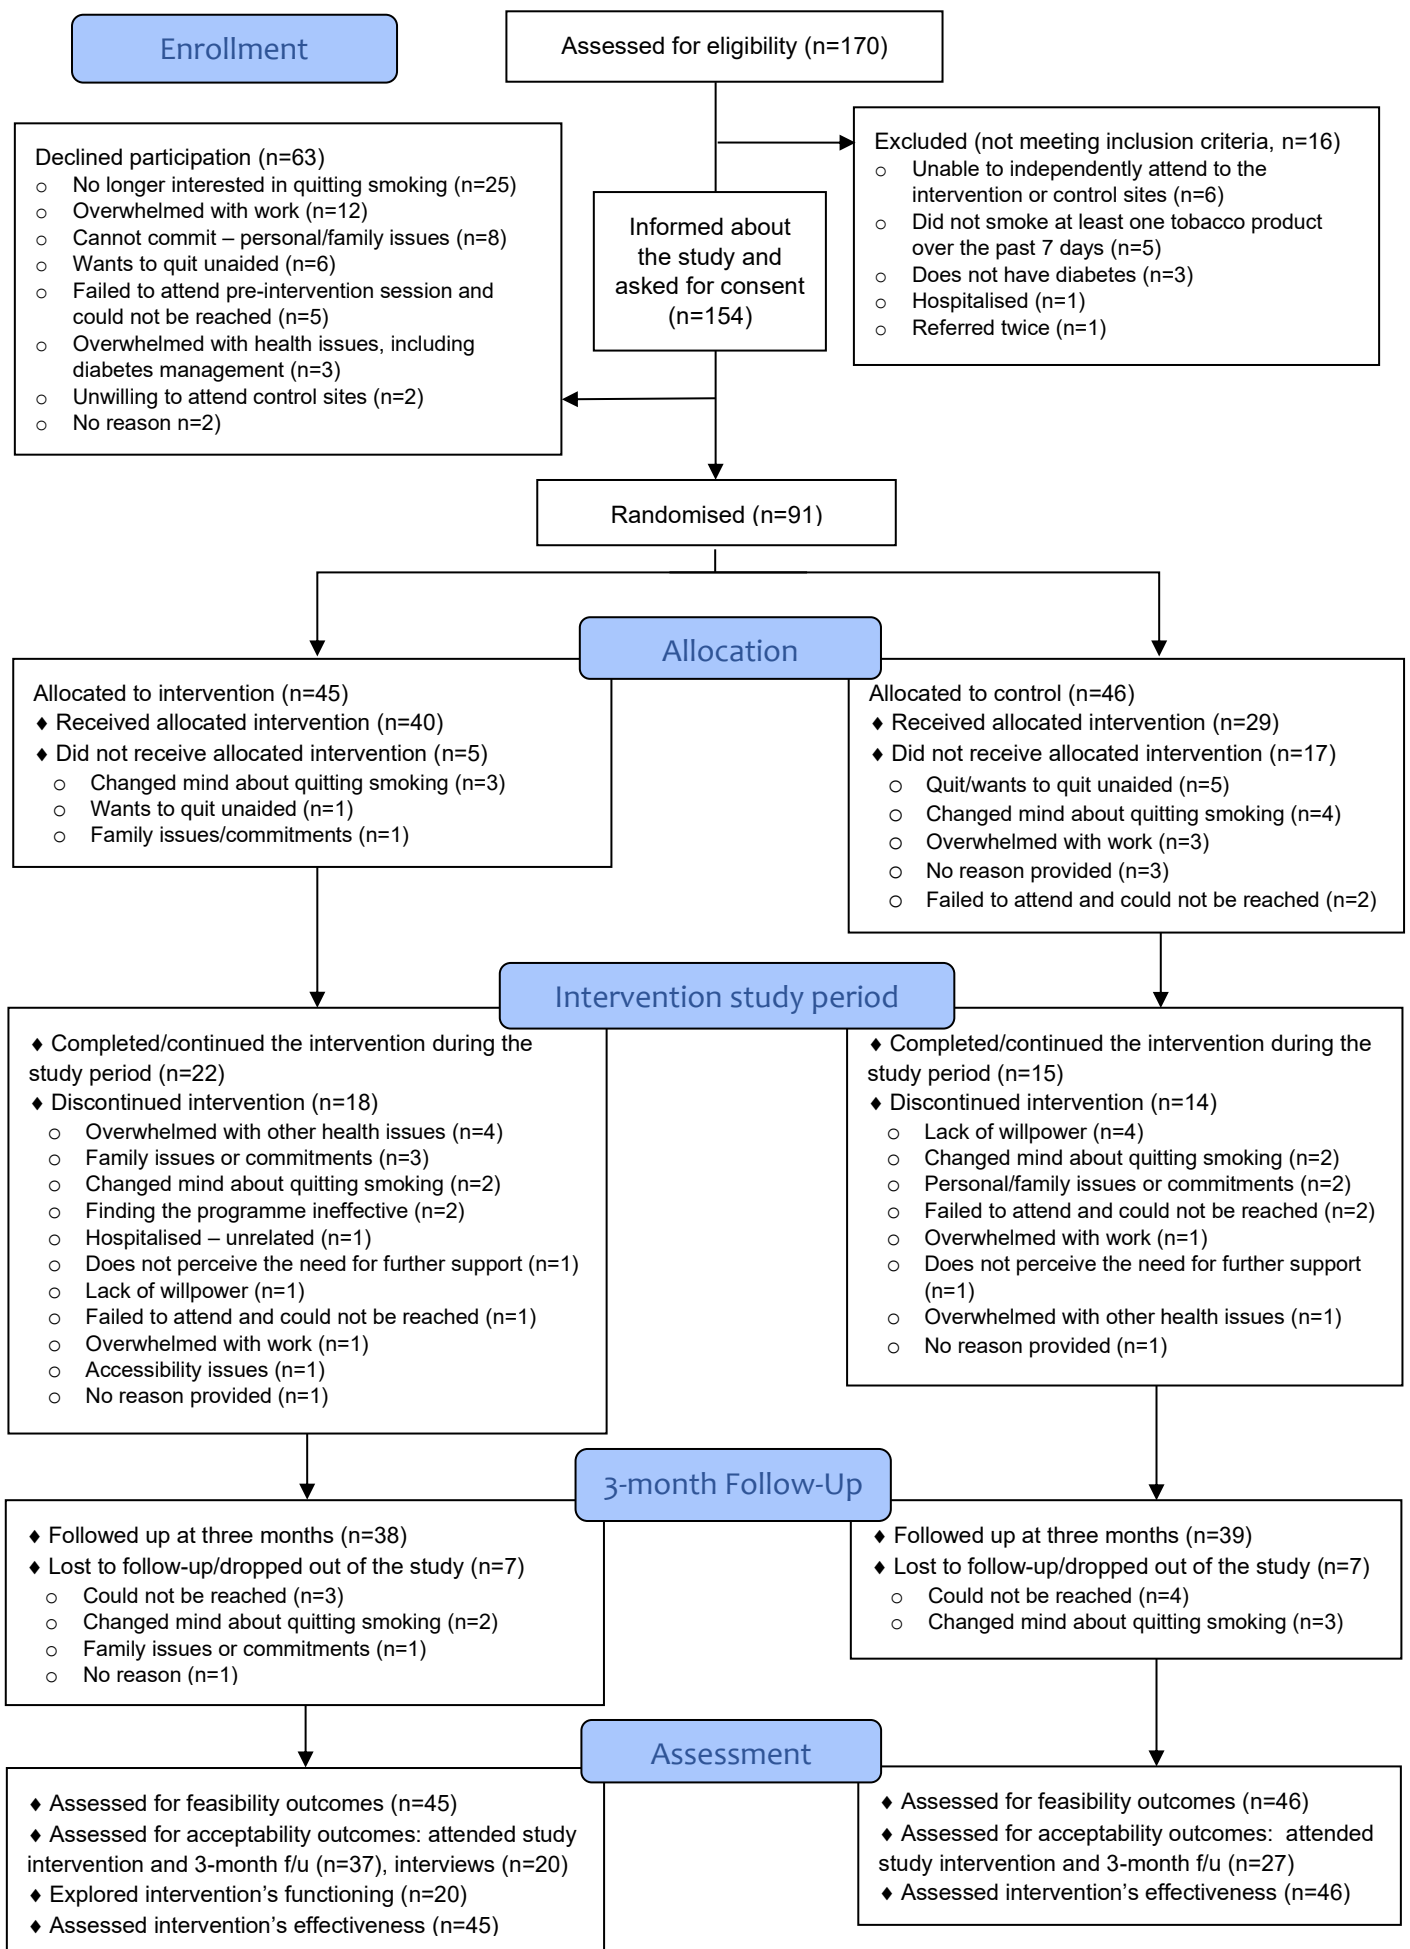 Enrollment
Assessed for eligibility (n=170)
Declined participation (n=63)
o No longer interested in quitting smoking (n=25)
o Overwhelmed with work (n=12)
o Cannot commit – personal/family issues (n=8)
o Wants to quit unaided (n=6)
o Failed to attend pre-intervention session and
could not be reached (n=5)
o Overwhelmed with health issues, including
diabetes management (n=3)
o Unwilling to attend control sites (n=2)
o No reason n=2)
Excluded (not meeting inclusion criteria, n=16)
o Unable to independently attend to the
intervention or control sites (n=6)
o Did not smoke at least one tobacco product
over the past 7 days (n=5)
o Does not have diabetes (n=3)
o Hospitalised (n=1)
o Referred twice (n=1)
Informed about
the study and
asked for consent
(n=154)
Randomised (n=91)
Allocation
Allocated to intervention (n=45)
♦ Received allocated intervention (n=40)
♦ Did not receive allocated intervention (n=5)
o Changed mind about quitting smoking (n=3)
o Wants to quit unaided (n=1)
o Family issues/commitments (n=1)
Allocated to control (n=46)
♦ Received allocated intervention (n=29)
♦ Did not receive allocated intervention (n=17)
o Quit/wants to quit unaided (n=5)
o Changed mind about quitting smoking (n=4)
o Overwhelmed with work (n=3)
o No reason provided (n=3)
o Failed to attend and could not be reached (n=2)
Intervention study period
♦ Completed/continued the intervention during the
study period (n=22)
♦ Discontinued intervention (n=18)
o Overwhelmed with other health issues (n=4)
o Family issues or commitments (n=3)
o Changed mind about quitting smoking (n=2)
o Finding the programme ineffective (n=2)
o Hospitalised – unrelated (n=1)
o Does not perceive the need for further support (n=1)
o Lack of willpower (n=1)
o Failed to attend and could not be reached (n=1)
o Overwhelmed with work (n=1)
o Accessibility issues (n=1)
o No reason provided (n=1)
♦ Completed/continued the intervention during the
study period (n=15)
♦ Discontinued intervention (n=14)
o Lack of willpower (n=4)
o Changed mind about quitting smoking (n=2)
o Personal/family issues or commitments (n=2)
o Failed to attend and could not be reached (n=2)
o Overwhelmed with work (n=1)
o Does not perceive the need for further support
(n=1)
o Overwhelmed with other health issues (n=1)
o No reason provided (n=1)
3-month Follow-Up
♦ Followed up at three months (n=38)
♦ Lost to follow-up/dropped out of the study (n=7)
o Could not be reached (n=3)
o Changed mind about quitting smoking (n=2)
o Family issues or commitments (n=1)
o No reason (n=1)
♦ Followed up at three months (n=39)
♦ Lost to follow-up/dropped out of the study (n=7)
o Could not be reached (n=4)
o Changed mind about quitting smoking (n=3)
Assessment
♦ Assessed for feasibility outcomes (n=45)
♦ Assessed for acceptability outcomes: attended study
intervention and 3-month f/u (n=37), interviews (n=20)
♦ Explored intervention’s functioning (n=20)
♦ Assessed intervention’s effectiveness (n=45)
♦ Assessed for feasibility outcomes (n=46)
♦ Assessed for acceptability outcomes: attended
study intervention and 3-month f/u (n=27)
♦ Assessed intervention’s effectiveness (n=46)